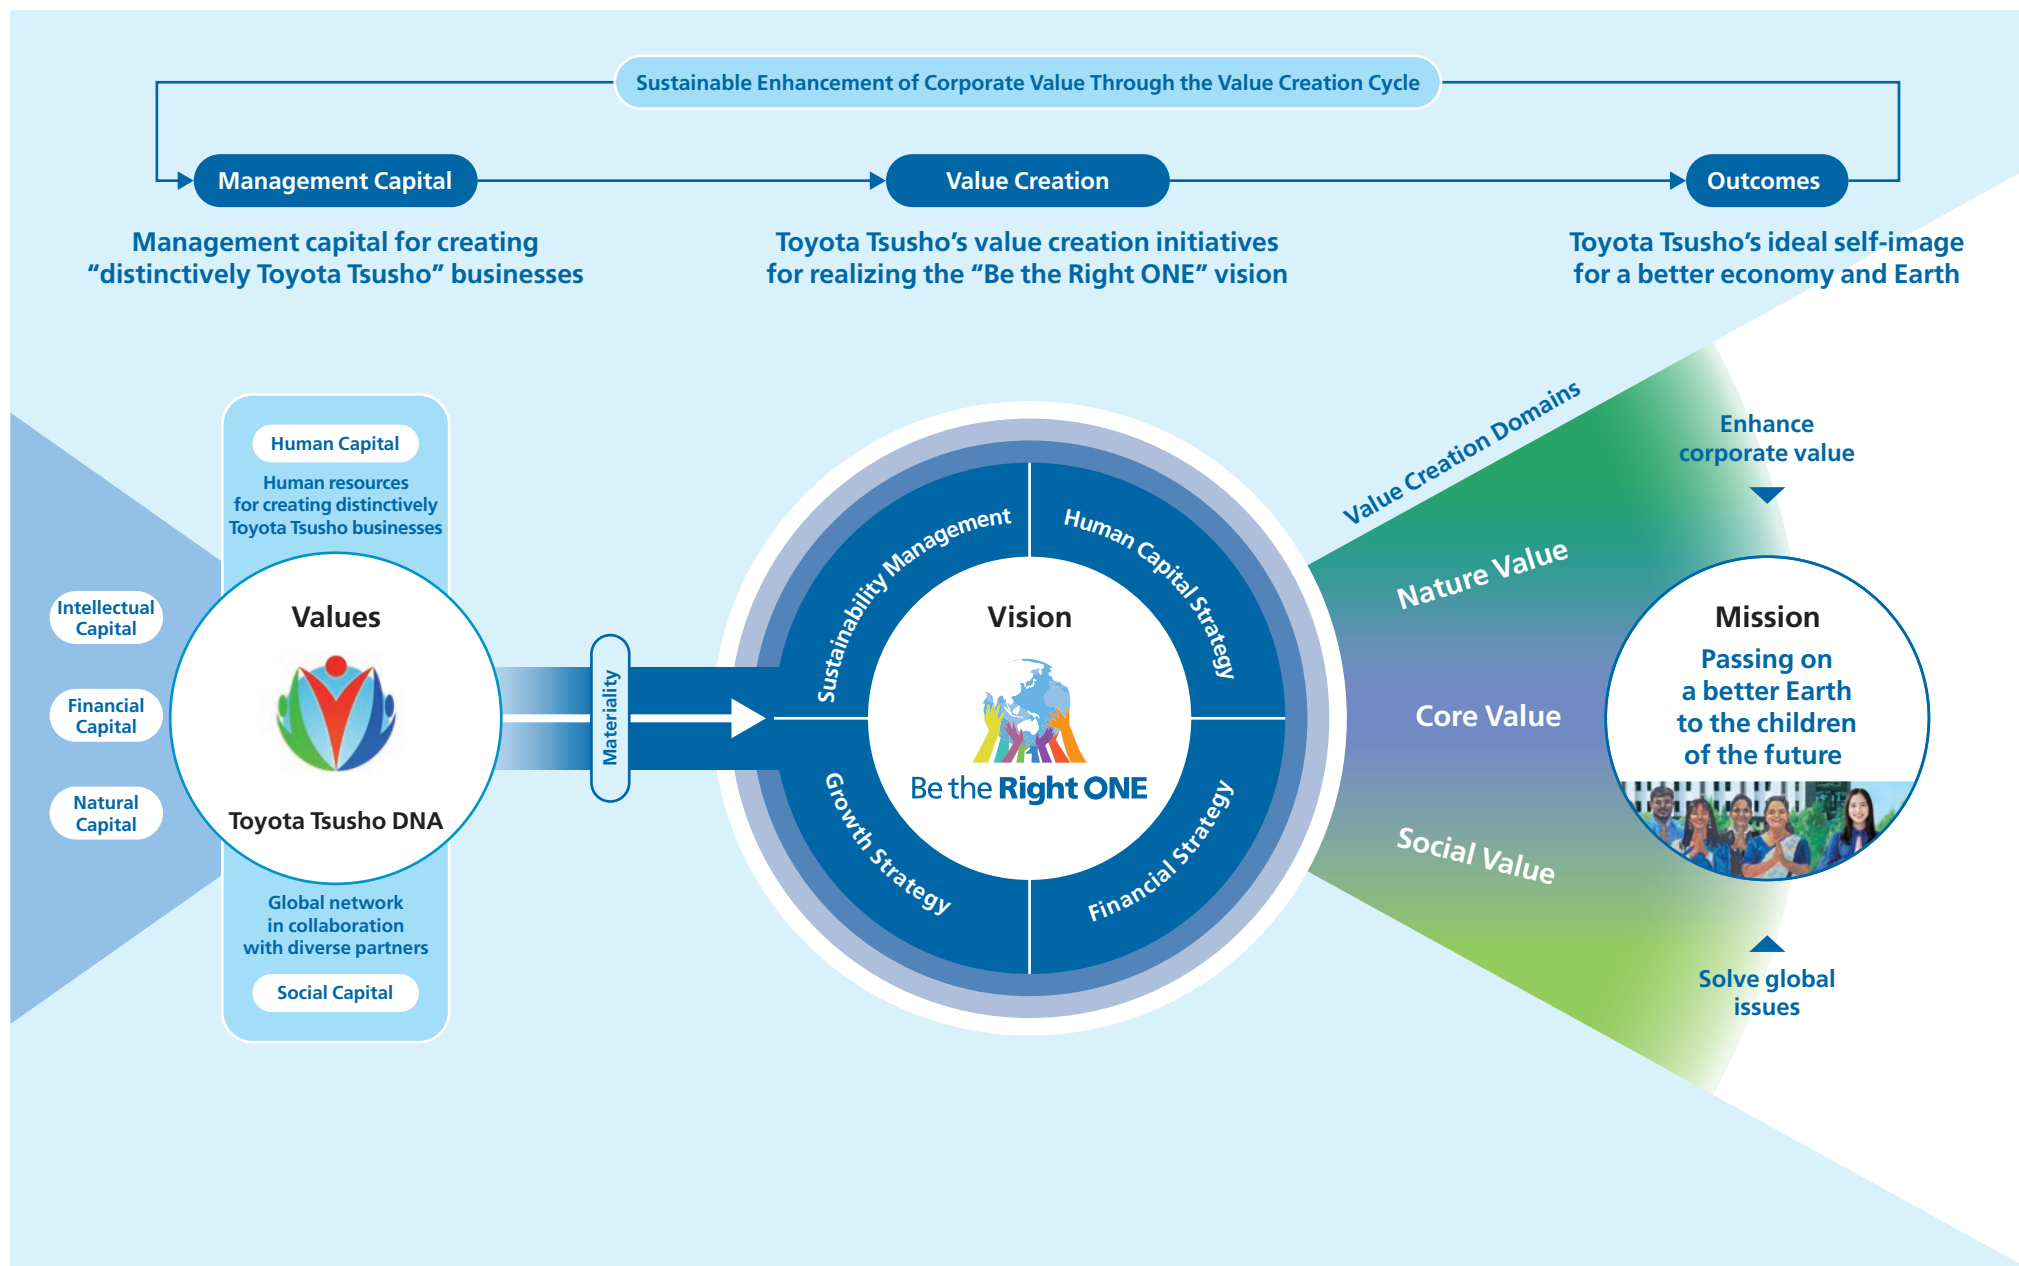 Sustainable Enhancement of Corporate Value Through the Value Creation Cycle
Management Capital
Value Creation
Outcomes
Management capital for creating
“distinctively Toyota Tsusho” businesses
Toyota Tsusho’s value creation initiatives
for realizing the “Be the Right ONE” vision
Toyota Tsusho’s ideal self-image
for a better economy and Earth
Human Capital
Human resources
for creating distinctively
Toyota Tsusho businesses
Intellectual
Capital
Financial
Capital
Natural
Capital
Values
Toyota Tsusho DNA
Global network
in collaboration
with diverse partners
Social Capital
Materiality
Sustainability Management
Human Capital Strategy
Growth Strategy
Financial Strategy
Vision
Be the Right ONE
Value Creation Domains
Nature Value
Core Value
Social Value
Enhance
corporate value
Mission
Passing on
a better Earth
to the children
of the future
Solve global
issues